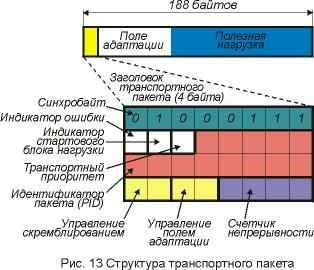 188 байтов
Поле
адаптации
Полезная
нагрузка
Заголовок
транспортного
пакета (4 байта)
Синхробайт
0 1 0 0 0 1 1 1
Индикатор ошибки
Индикатор
стартового
блока нагрузки
Транспортный
приоритет
Идентификатор
пакета (PID)
Управление
скремблированием
Управление
полем
адаптации
Счетчик
непрерывности
Рис. 13 Структура транспортного пакета